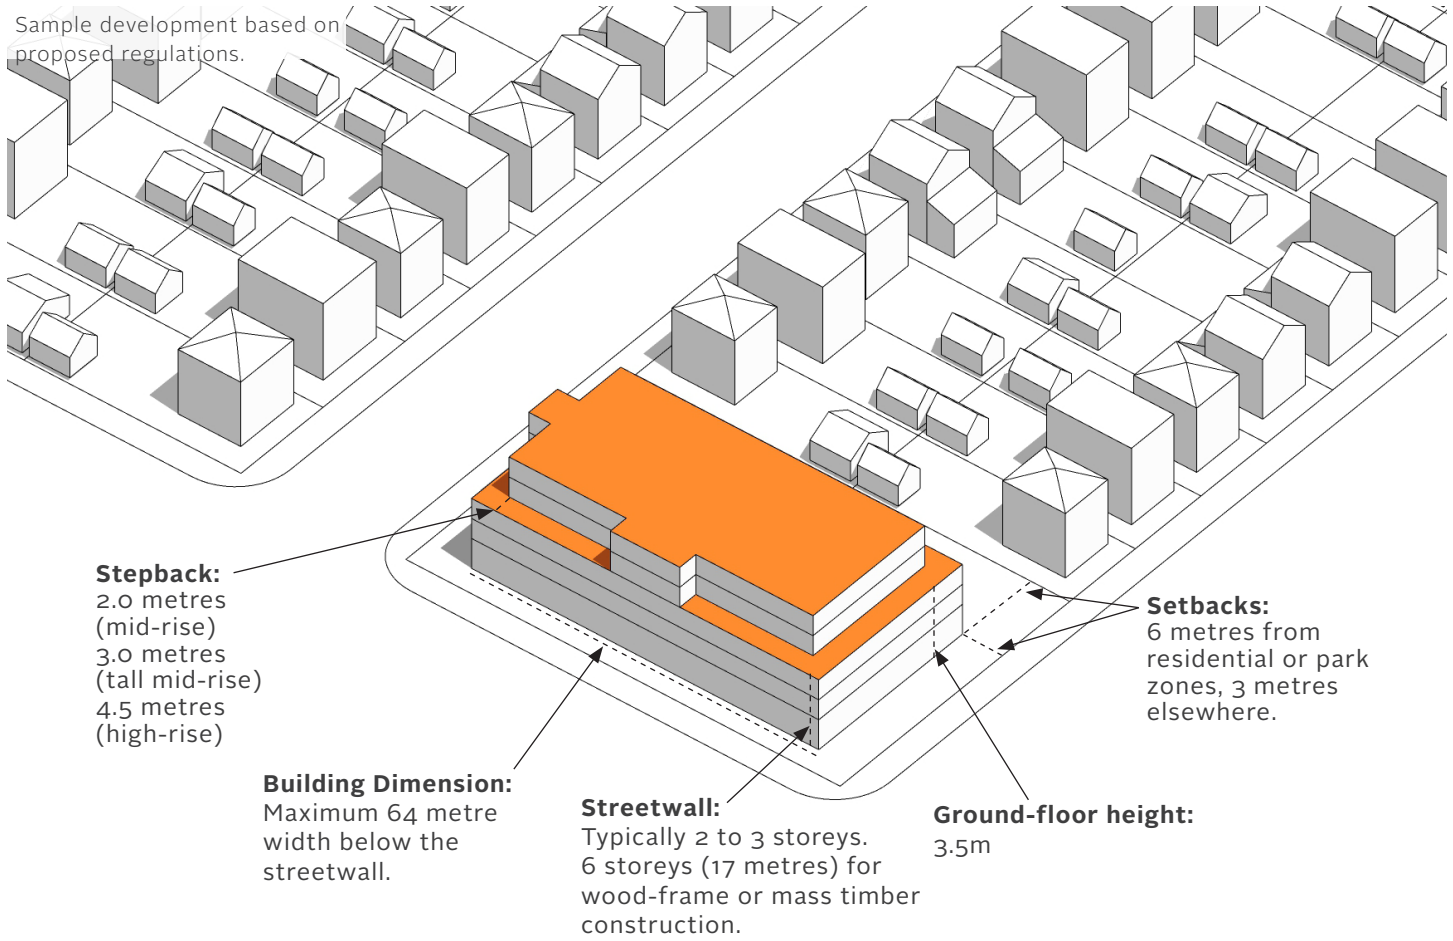 Sample development based on
proposed regulations.
Stepback:
2.0 metres
(mid-rise)
3.0 metres
(tall mid-rise)
4.5 metres
(high-rise)
Building Dimension:
Maximum 64 metre
width below the
streetwall.
Streetwall:
Typically 2 to 3 storeys.
6 storeys (17 metres) for
wood-frame or mass timber
construction.
Ground-floor height:
3.5m
Setbacks:
6 metres from
residential or park
zones, 3 metres
elsewhere.